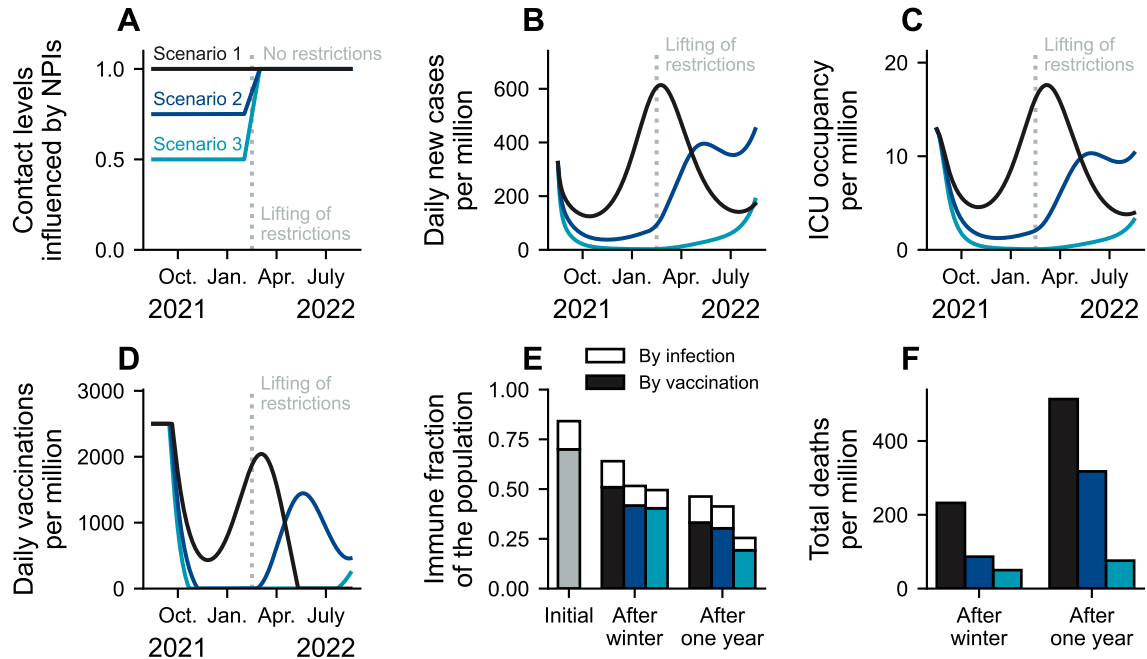 A
Contact levels
influenced by NPIs
1.0
0.5
0.0
Scenario 1
Scenario 2
Scenario 3
No restrictions
Lifting of
restrictions
Oct.
Jan.
Apr.
July
2021
2022
B
Daily new cases
per million
600
400
200
0
Lifting of
restrictions
Oct.
Jan.
Apr.
July
2021
2022
C
ICU occupancy
per million
20
10
0
Lifting of
restrictions
Oct.
Jan.
Apr.
July
2021
2022
D
Daily vaccinations
per million
3000
2000
1000
0
Lifting of
restrictions
Oct.
Jan.
Apr.
July
2021
2022
E
By infection
By vaccination
Immune fraction
of the population
1.00
0.75
0.50
0.25
0.00
Initial
After
winter
After
one year
F
Total deaths
per million
400
200
0
After
winter
After
one year